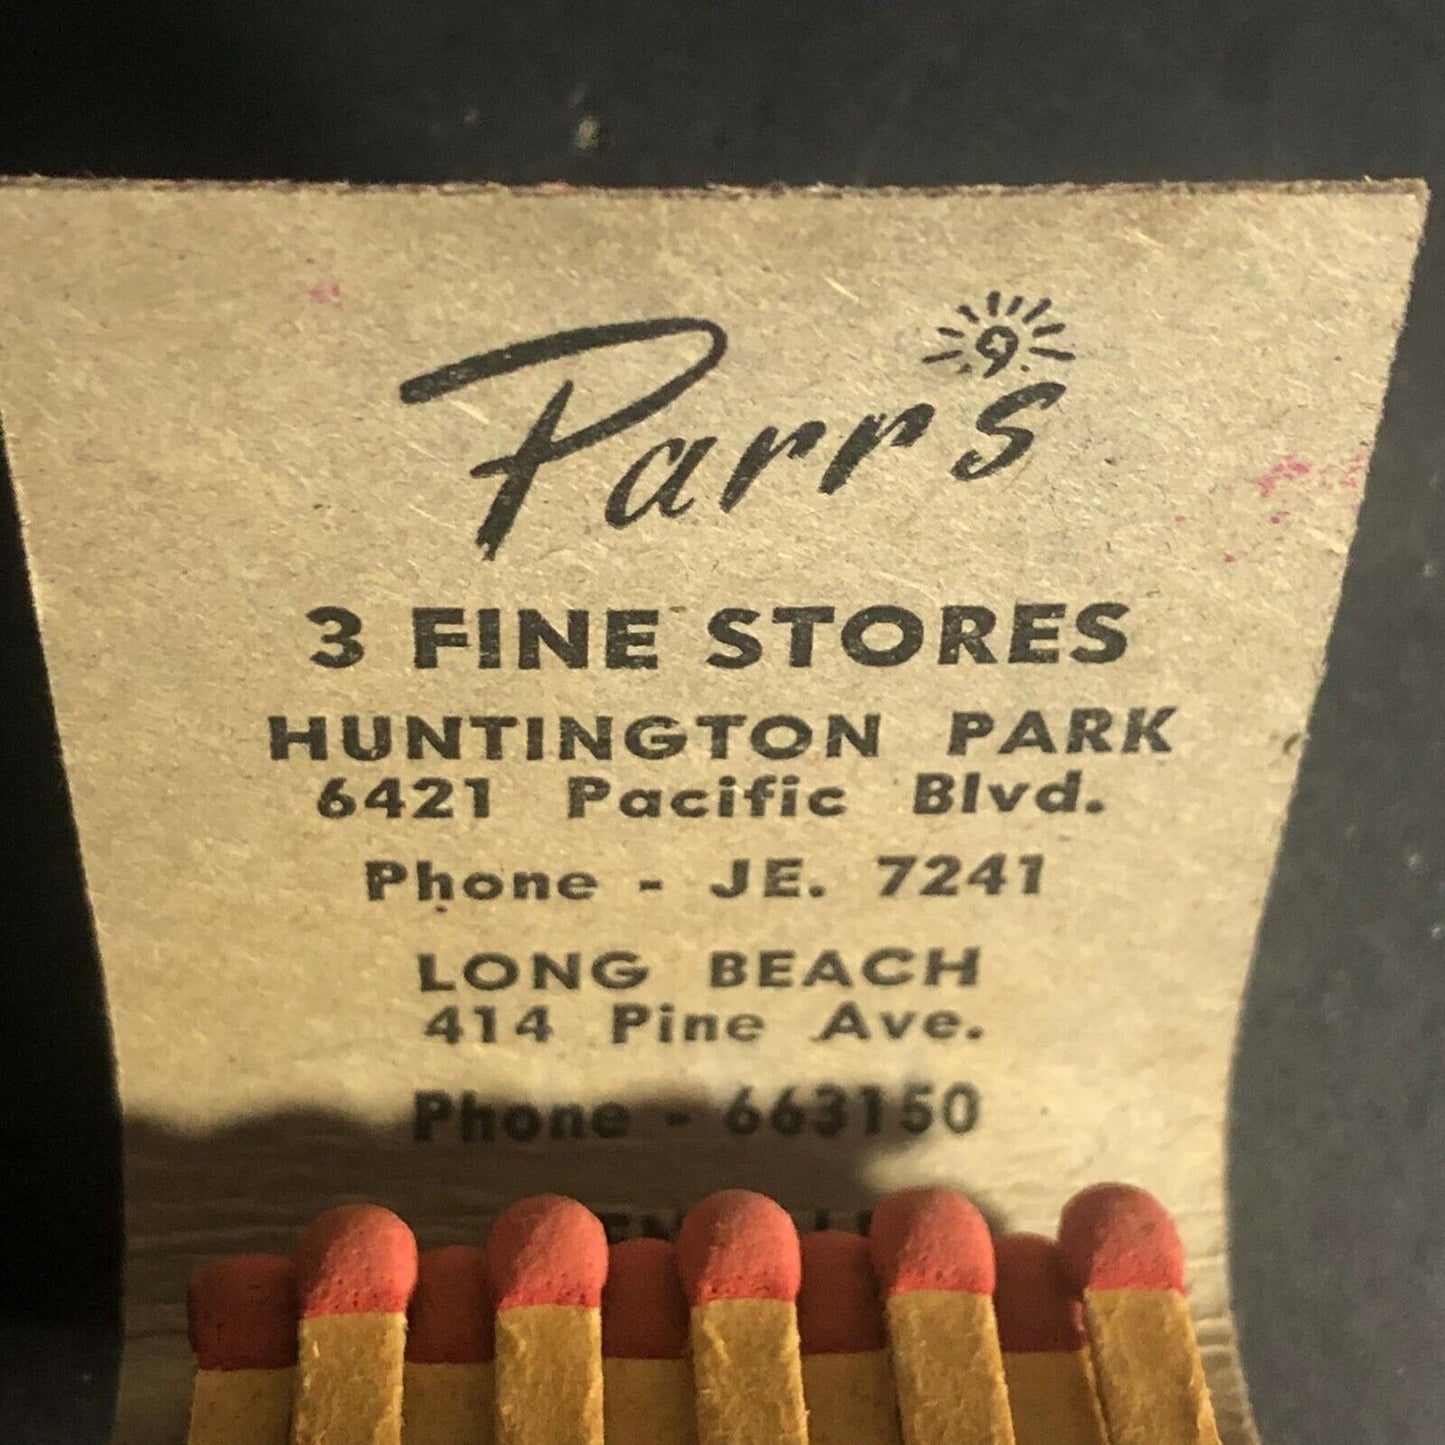 Parr's
3 FINE STORES
HUNTINGTON PARK
6421 Pacific Blvd.
Phone - JE. 7241
LONG BEACH
414 Pine Ave.
Phone - 663150